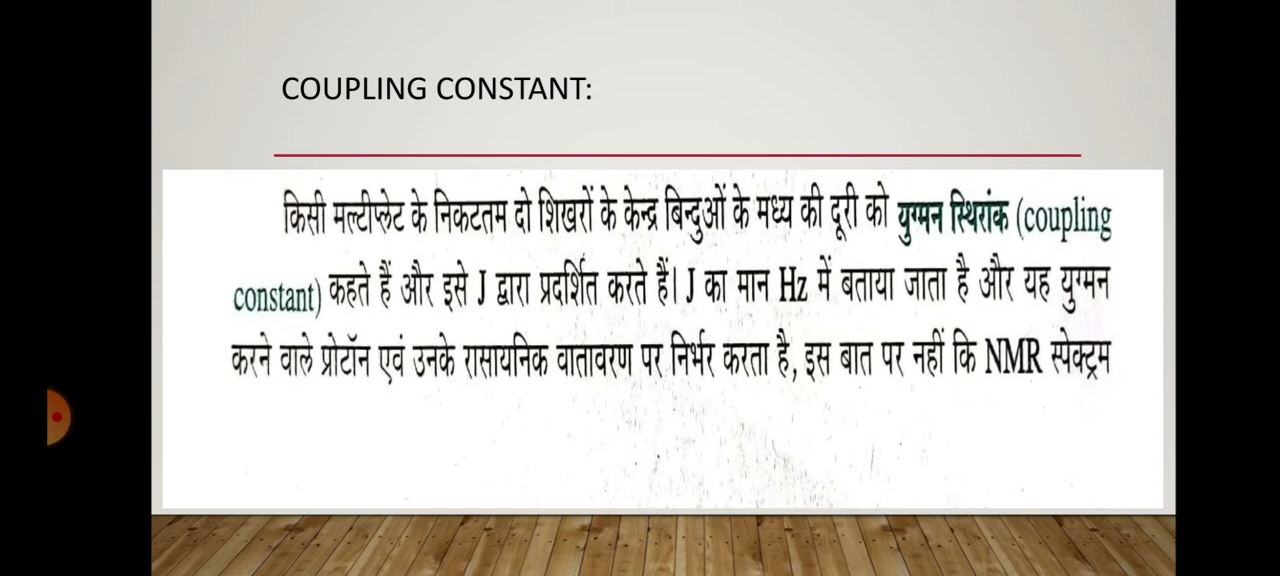 COUPLING CONSTANT:
किसी मल्टीप्लेट के निकटतम दो शिखरों के केन्द्र बिन्दुओं के मध्य की दूरी को युग्मन स्थिरांक (coupling
constant) कहते हैं और इसे J द्वारा प्रदर्शित करते हैं। J का मान Hz में बताया जाता है और यह युग्मन
करने वाले प्रोटॉन एवं उनके रासायनिक वातावरण पर निर्भर करता है, इस बात पर नहीं कि NMR स्पेक्ट्रम